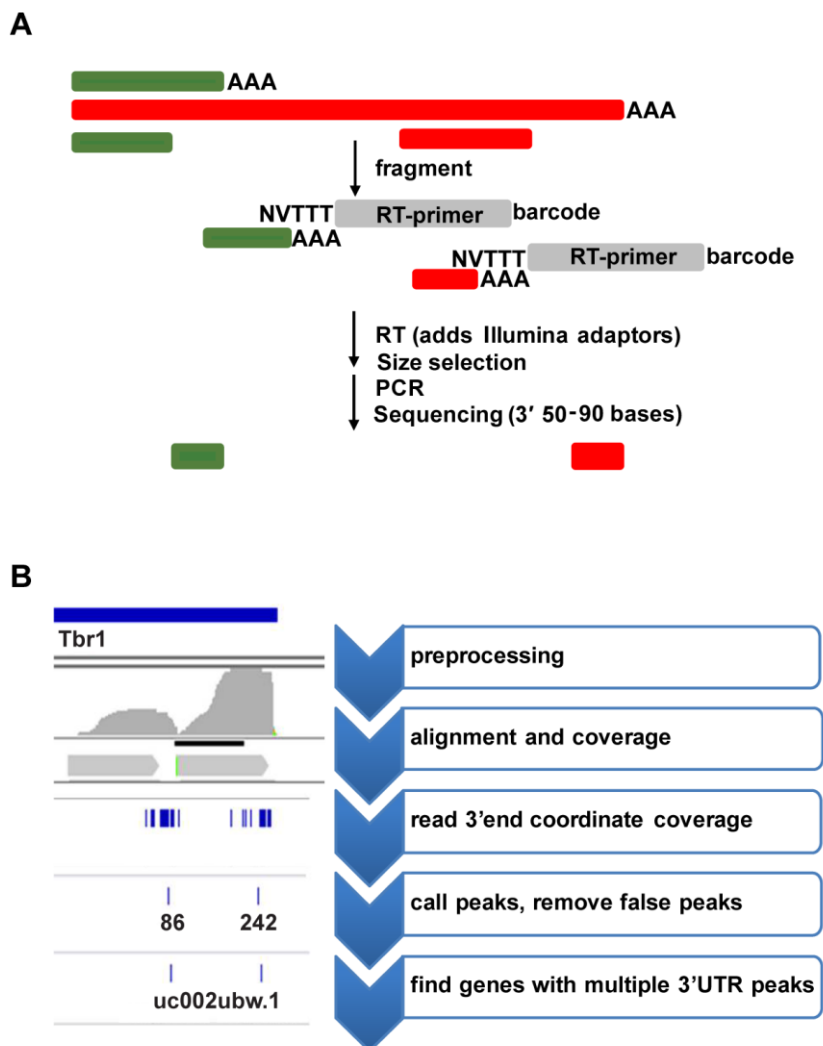 A
AAA
AAA
fragment
NVTTT RT-primer barcode
AAA
NVTTT RT-primer barcode
AAA
RT (adds Illumina adaptors)
Size selection
PCR
Sequencing (3′ 50-90 bases)
B
Tbr1
preprocessing
alignment and coverage
read 3'end coordinate coverage
call peaks, remove false peaks
86 242
find genes with multiple 3'UTR peaks
uc002ubw.1